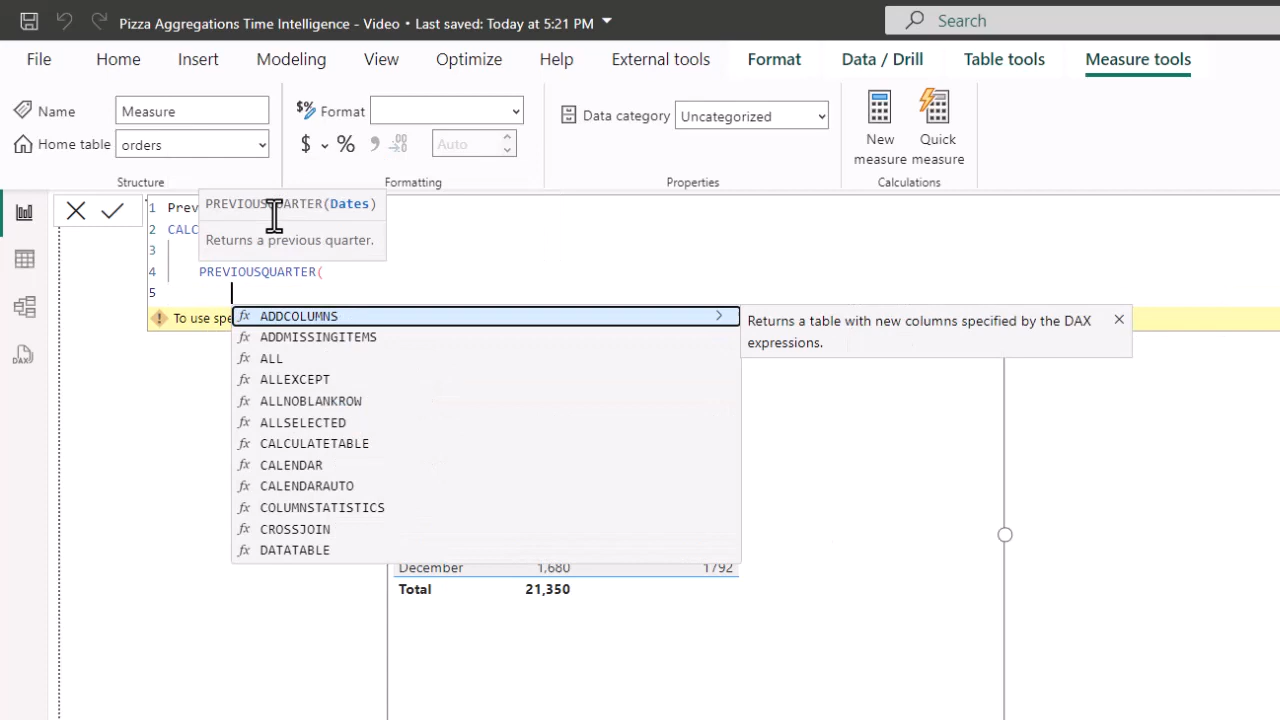 Pizza Aggregations Time Intelligence - Video • Last saved: Today at 5:21 PM
Search
File Home Insert Modeling View Optimize Help External tools Format Data / Drill Table tools Measure tools
Name Measure
Home table orders
Structure
Format
$ % , .00 Auto
Formatting
Data category Uncategorized
Properties
New measure
Quick measure
Calculations
1 Prev
2 CALC
3
4 PREVIOUSQUARTER(
5
PREVIOUSQUARTER(Dates)
Returns a previous quarter.
To use spe
ADDCOLUMNS
ADDMISSINGITEMS
ALL
ALLEXCEPT
ALLNOBLANKROW
ALLSELECTED
CALCULATETABLE
CALENDAR
CALENDARAUTO
COLUMNSTATISTICS
CROSSJOIN
DATATABLE
Returns a table with new columns specified by the DAX
expressions.
December 1,680 1792
Total 21,350
DAX